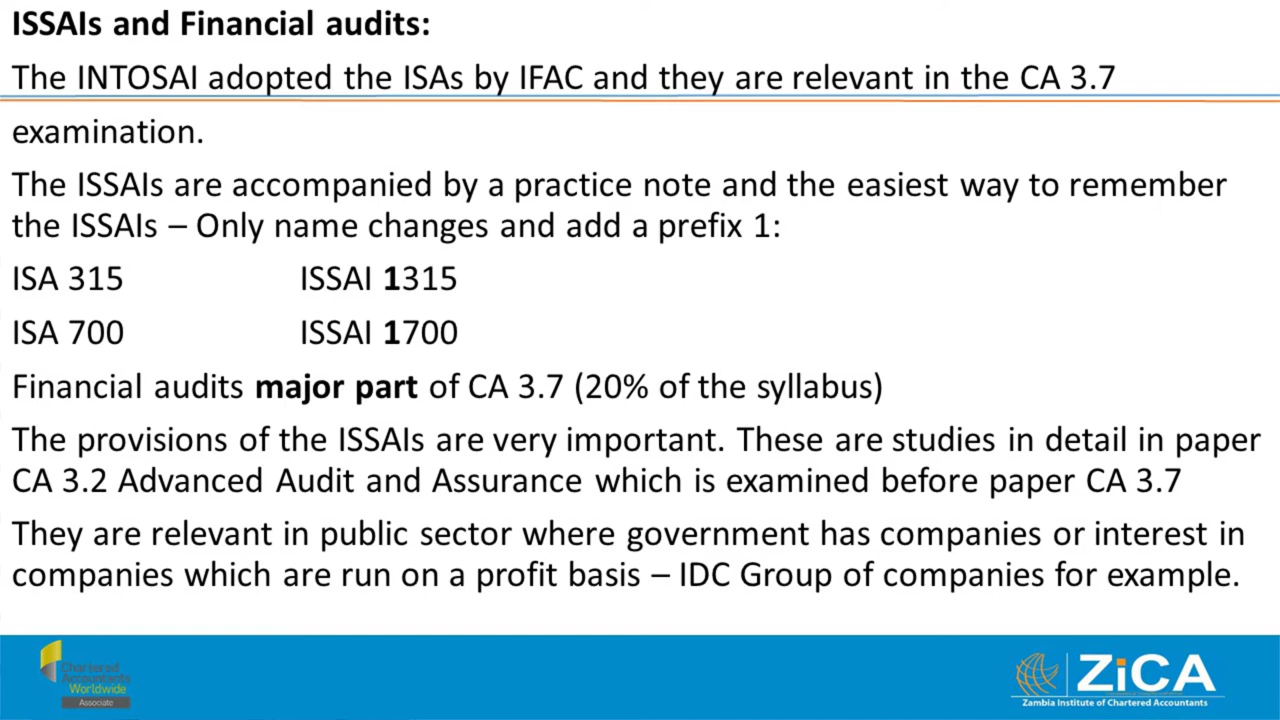 ISSAIs and Financial audits:
The INTOSAI adopted the ISAs by IFAC and they are relevant in the CA 3.7
examination.
The ISSAIs are accompanied by a practice note and the easiest way to remember
the ISSAIs – Only name changes and add a prefix 1:
ISA 315 ISSAI 1315
ISA 700 ISSAI 1700
Financial audits major part of CA 3.7 (20% of the syllabus)
The provisions of the ISSAIs are very important. These are studies in detail in paper
CA 3.2 Advanced Audit and Assurance which is examined before paper CA 3.7
They are relevant in public sector where government has companies or interest in
companies which are run on a profit basis – IDC Group of companies for example.
Chartered
Accountants
Worldwide
Associate
ZiCA
Zambia Institute of Chartered Accountants